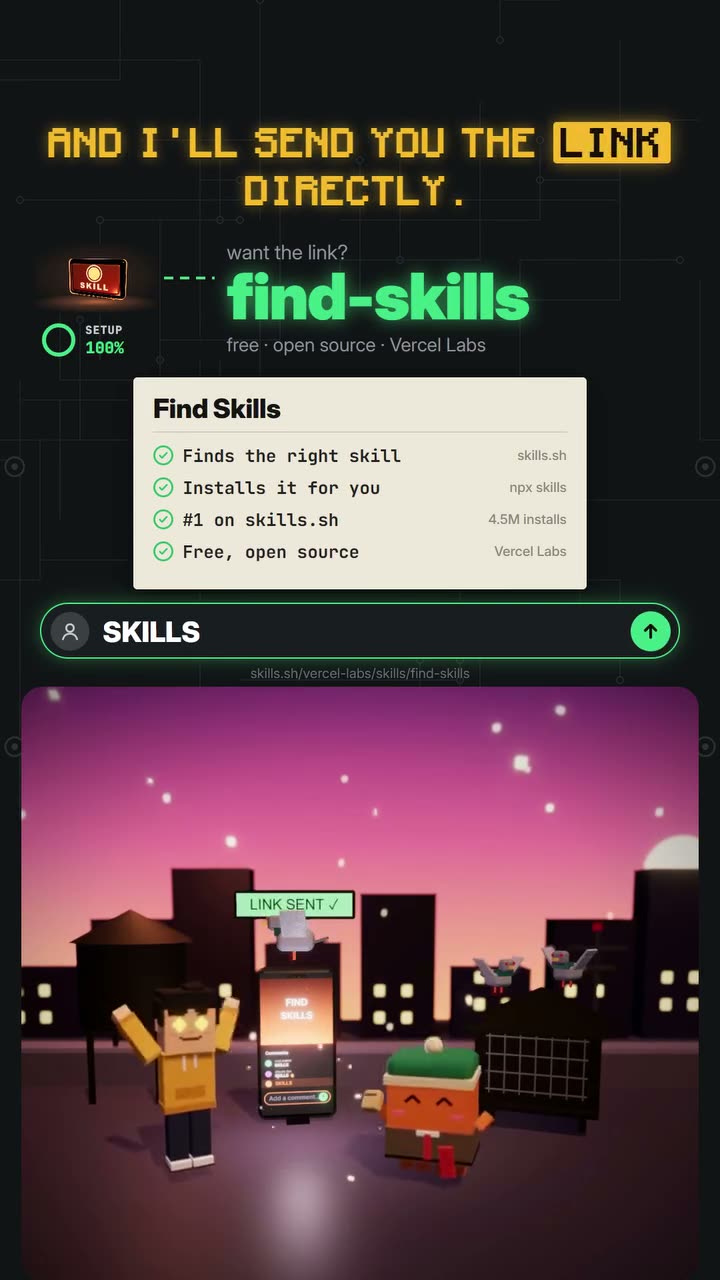 AND I'LL SEND YOU THE LINK
DIRECTLY.
want the link?
find-skills
free · open source · Vercel Labs
SKILL
SETUP
100%
Find Skills
Finds the right skill skills.sh
Installs it for you npx skills
#1 on skills.sh 4.5M installs
Free, open source Vercel Labs
SKILLS
skills.sh/vercel-labs/skills/find-skills
LINK SENT ✓
FIND
SKILLS
Comments
SKILLS
SKILLS
SKILLS
Add a comment...